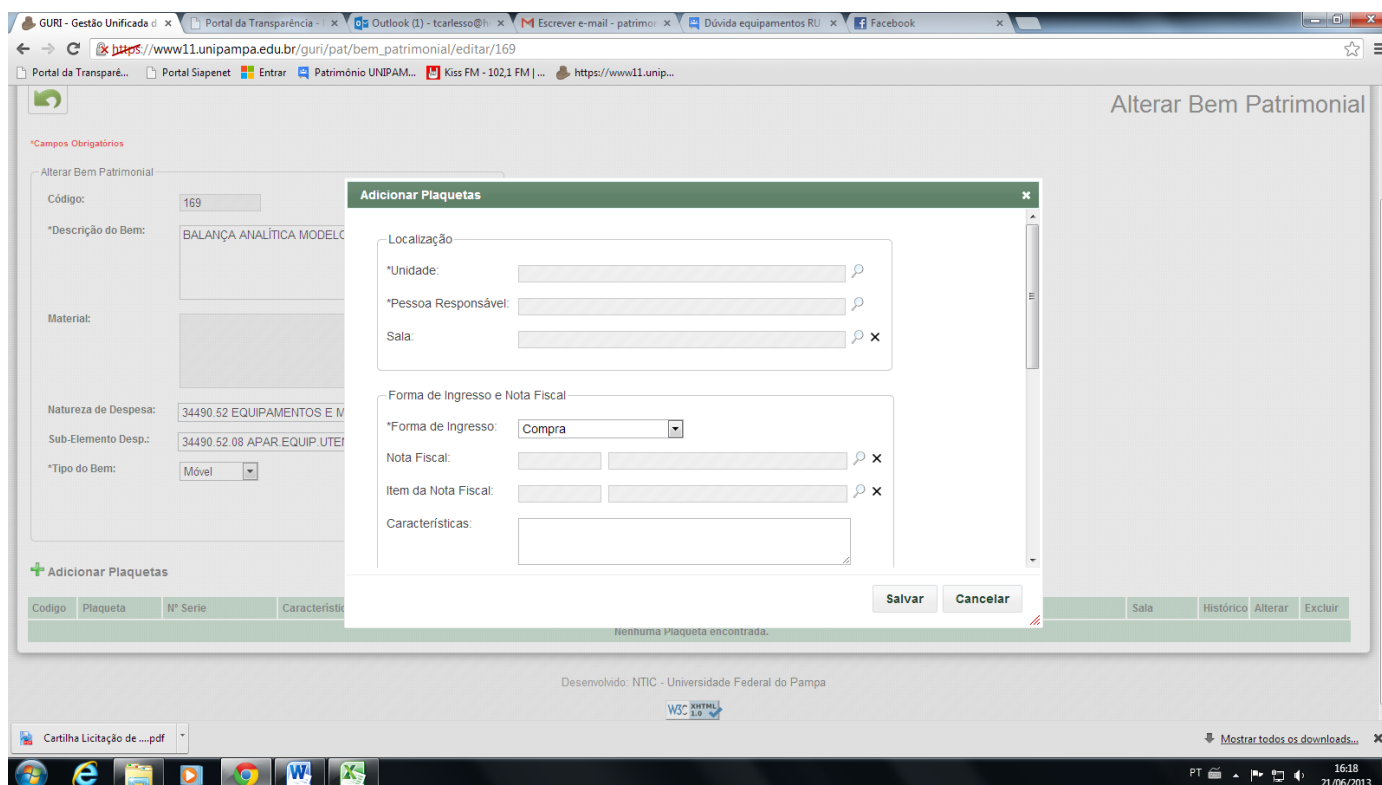 GURI - Gestão Unificada d
Portal da Transparência -
Outlook (1) - tcarlesso@h
Escrever e-mail - patrimor
Dúvida equipamentos RU
Facebook
https://www11.unipampa.edu.br/guri/pat/bem_patrimonial/editar/169
Portal da Transparê... Portal Siapenet Entrar Patrimônio UNIPAM... Kiss FM - 102,1 FM | ... https://www11.unip...
Alterar Bem Patrimonial
*Campos Obrigatórios
Alterar Bem Patrimonial
Código: 169
*Descrição do Bem: BALANÇA ANALÍTICA MODELO
Material:
Natureza de Despesa: 34490.52 EQUIPAMENTOS E M
Sub-Elemento Desp.: 34490.52.08 APAR.EQUIP.UTEN
*Tipo do Bem: Móvel
Adicionar Plaquetas
Localização
*Unidade:
*Pessoa Responsável:
Sala:
Forma de Ingresso e Nota Fiscal
*Forma de Ingresso: Compra
Nota Fiscal:
Item da Nota Fiscal:
Características:
Salvar Cancelar
Adicionar Plaquetas
Codigo Plaqueta Nº Serie Característic Sala Histórico Alterar Excluir
Nenhuma Plaqueta encontrada.
Desenvolvido: NTIC - Universidade Federal do Pampa
W3C XHTML 1.0
Cartilha Licitação de ....pdf
Mostrar todos os downloads...
PT
16:18
21/06/2013